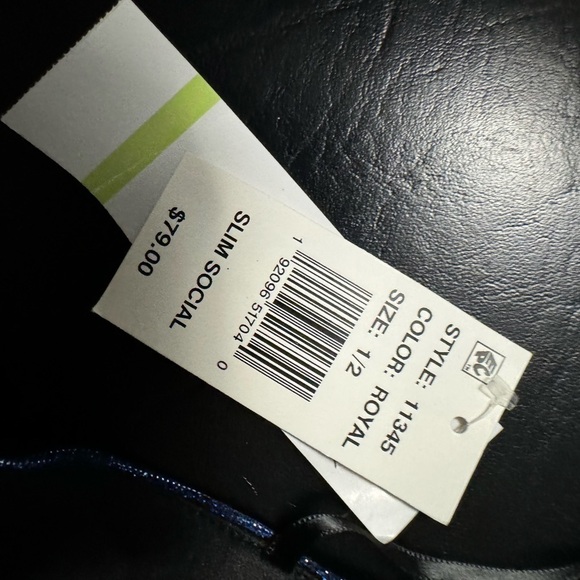 STYLE: 11345
COLOR: ROYAL
SIZE: 1/2
1 92096 51704 0
SLIM SOCIAL
$79.00